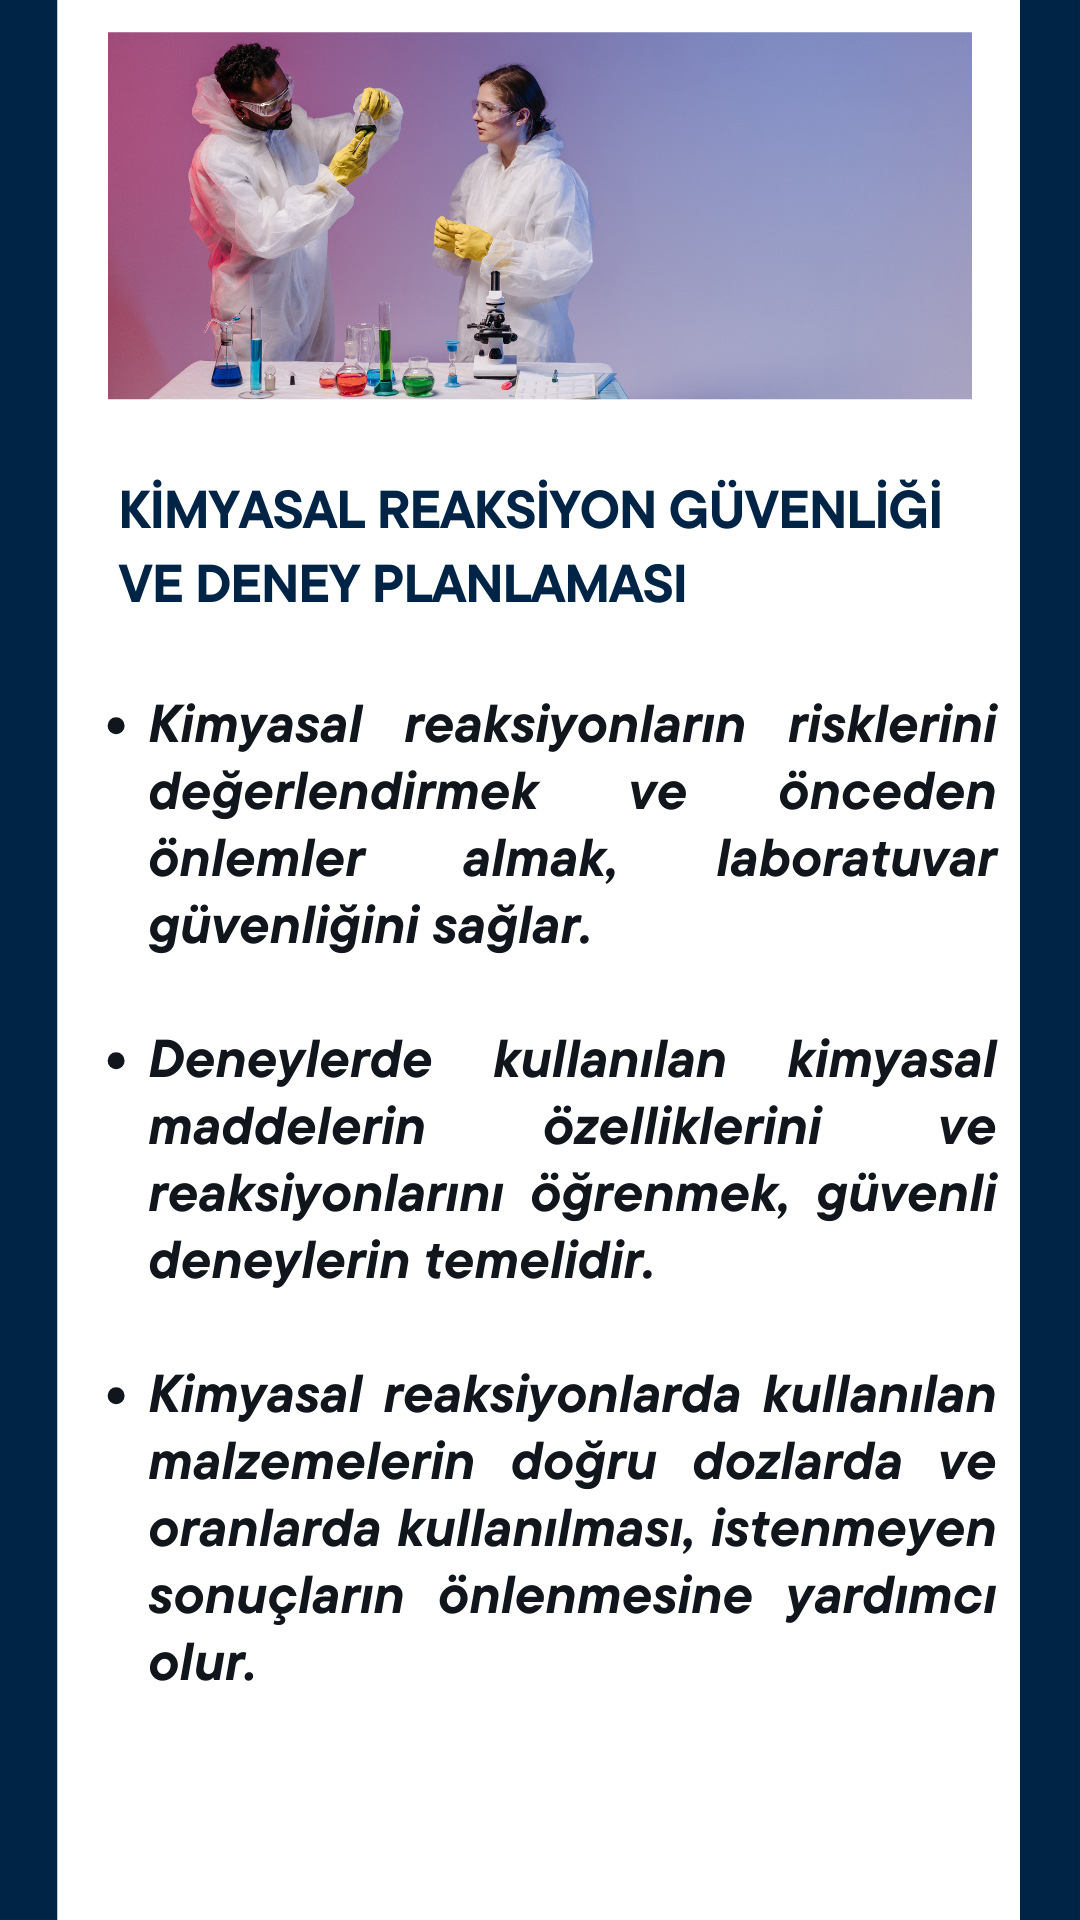 KİMYASAL REAKSİYON GÜVENLİĞİ
VE DENEY PLANLAMASI
• Kimyasal reaksiyonların risklerini
değerlendirmek ve önceden
önlemler almak, laboratuvar
güvenliğini sağlar.
• Deneylerde kullanılan kimyasal
maddelerin özelliklerini ve
reaksiyonlarını öğrenmek, güvenli
deneylerin temelidir.
• Kimyasal reaksiyonlarda kullanılan
malzemelerin doğru dozlarda ve
oranlarda kullanılması, istenmeyen
sonuçların önlenmesine yardımcı
olur.